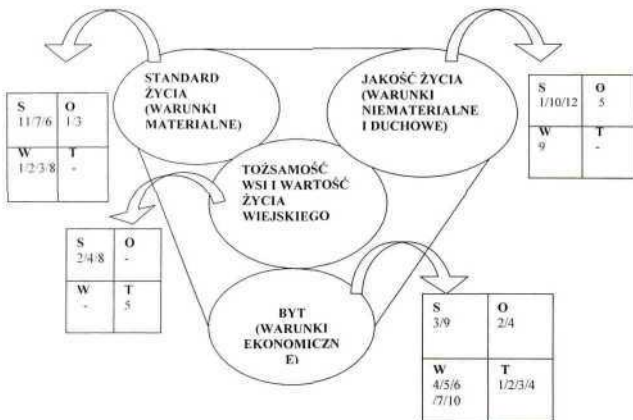 STANDARD
ŻYCIA
(WARUNKI
MATERIALNE)
JAKOŚĆ ŻYCIA
(WARUNKI
NIEMATERIALNE
I DUCHOWE)
S O
11/7/6 1/3
W T
1/2/3/8 -
S O
1/10/12 5
W T
9 -
TOŻSAMOŚĆ
WSI I WARTOŚĆ
ŻYCIA
WIEJSKIEGO
S O
2/4/8 -
W T
- 5
BYT
(WARUNKI
EKONOMICZN
E)
S O
3/9 2/4
W T
4/5/6 1/2/3/4
/7/10